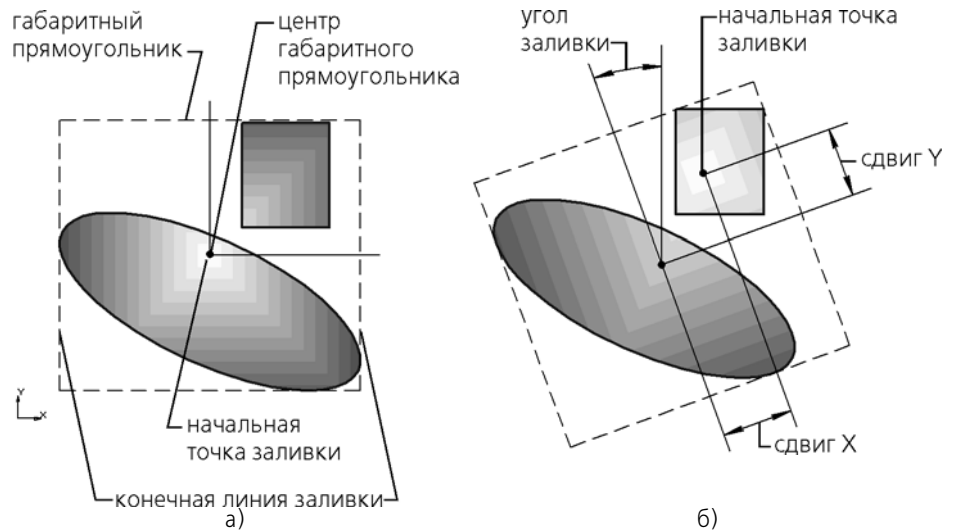 габаритный
прямоугольник
центр
габаритного
прямоугольника
начальная
точка заливки
конечная линия заливки
Y
X
а)
угол
заливки
начальная точка
заливки
сдвиг Y
сдвиг X
б)